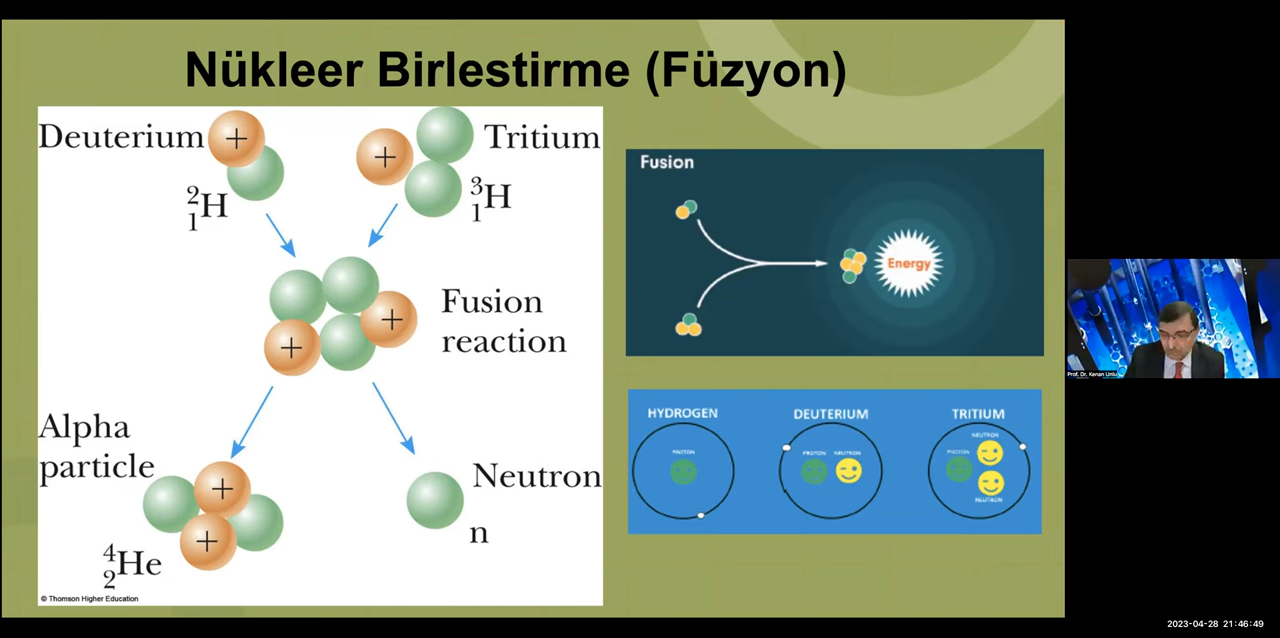 Nükleer Birlestirme (Füzyon)
Deuterium
+
+
Tritium
²₁H
³₁H
+
+
Fusion
reaction
Alpha
particle
+
+
⁴₂He
Neutron
n
© Thomson Higher Education
Fusion
Energy
HYDROGEN
PROTON
DEUTERIUM
PROTON
NEUTRON
TRITIUM
NEUTRON
PROTON
NEUTRON
Prof. Dr. Kenan Unlu
2023-04-28 21:46:49